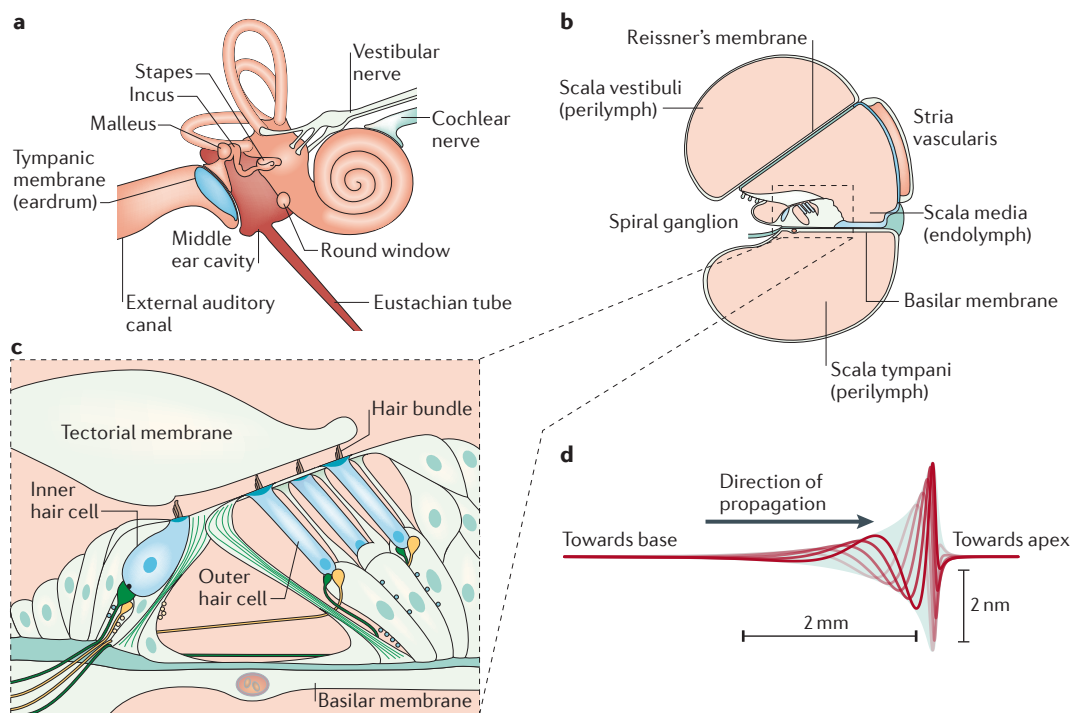 a
Stapes
Incus
Malleus
Tympanic
membrane
(eardrum)
Middle
ear cavity
External auditory
canal
Vestibular
nerve
Cochlear
nerve
Round window
Eustachian tube
b
Reissner’s membrane
Scala vestibuli
(perilymph)
Stria
vascularis
Spiral ganglion
Scala media
(endolymph)
Basilar membrane
Scala tympani
(perilymph)
c
Tectorial membrane
Hair bundle
Inner
hair cell
Outer
hair cell
Basilar membrane
d
Direction of
propagation
Towards base
Towards apex
2 mm
2 nm